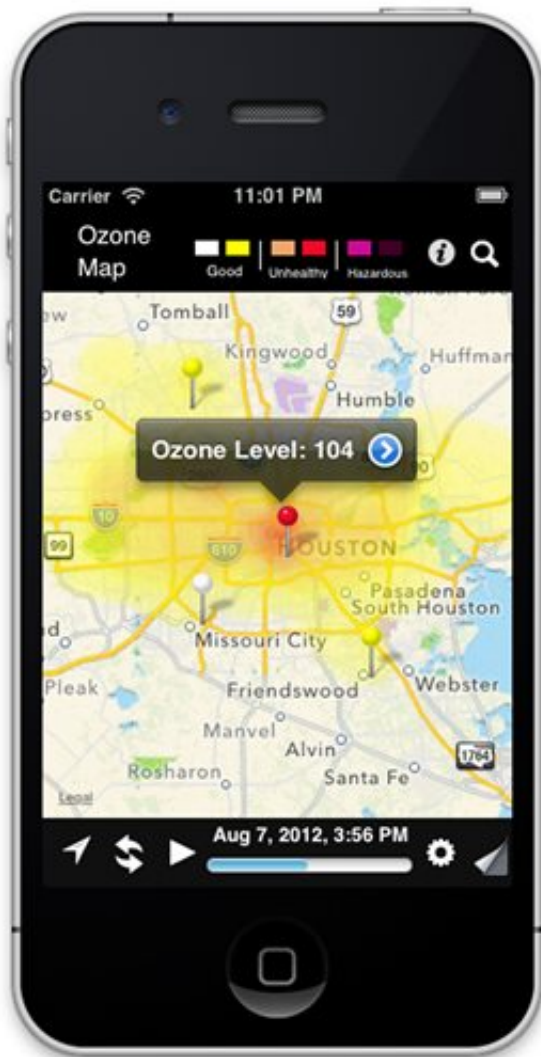 Carrier 11:01 PM
Ozone
Map
Good Unhealthy Hazardous
Tomball
59
Kingwood
Huffman
Humble
Ozone Level: 104
10
99
610
HOUSTON
Pasadena
South Houston
Missouri City
Pleak
Friendswood
Webster
Manvel
Alvin
1764
Rosharon
Santa Fe
Legal
Aug 7, 2012, 3:56 PM